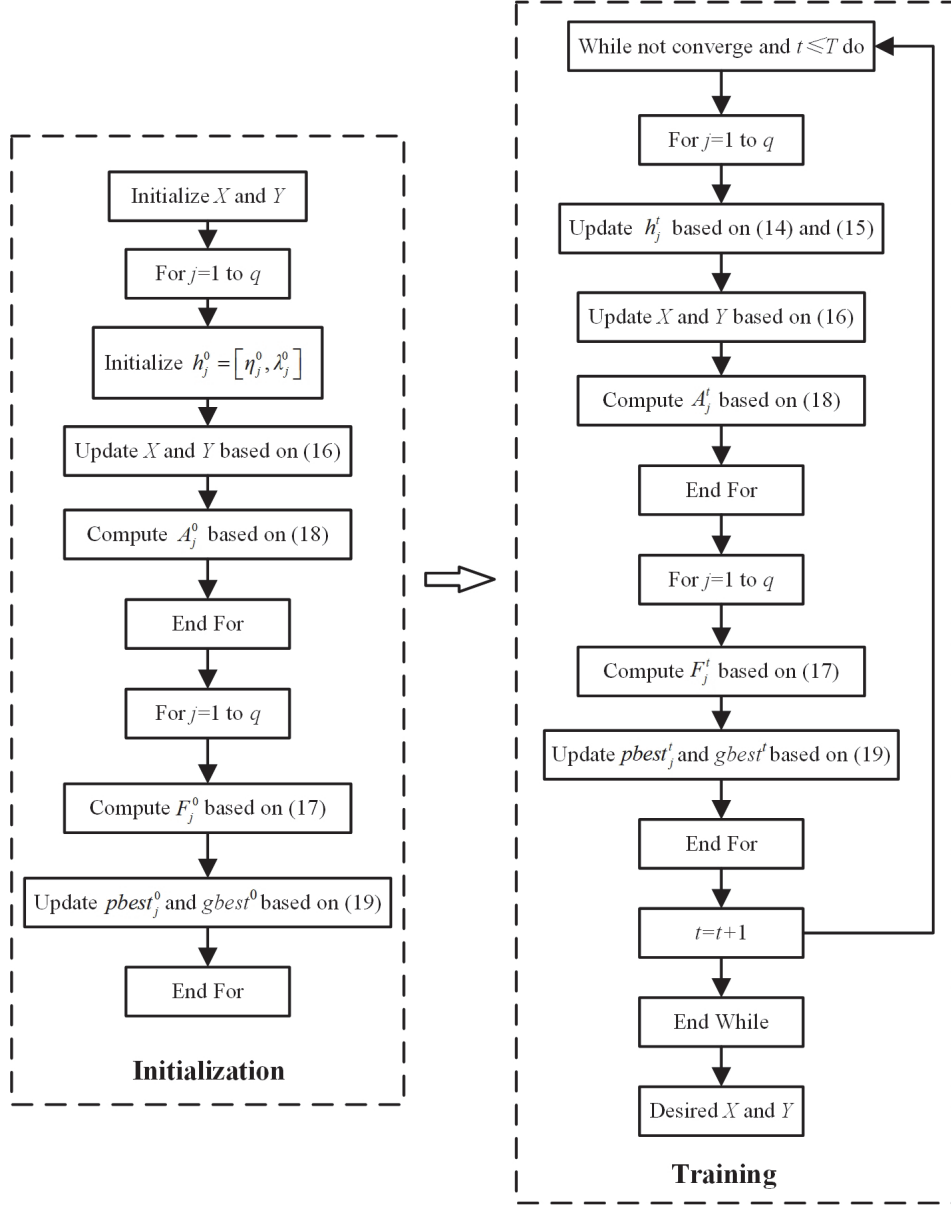 Initialize X and Y
For j=1 to q
Initialize h_j^0 = [η_j^0, λ_j^0]
Update X and Y based on (16)
Compute A_j^0 based on (18)
End For
For j=1 to q
Compute F_j^0 based on (17)
Update pbest_j^0 and gbest^0 based on (19)
End For
Initialization
While not converge and t⩽T do
For j=1 to q
Update h_j^t based on (14) and (15)
Update X and Y based on (16)
Compute A_j^t based on (18)
End For
For j=1 to q
Compute F_j^t based on (17)
Update pbest_j^t and gbest^t based on (19)
End For
t=t+1
End While
Desired X and Y
Training